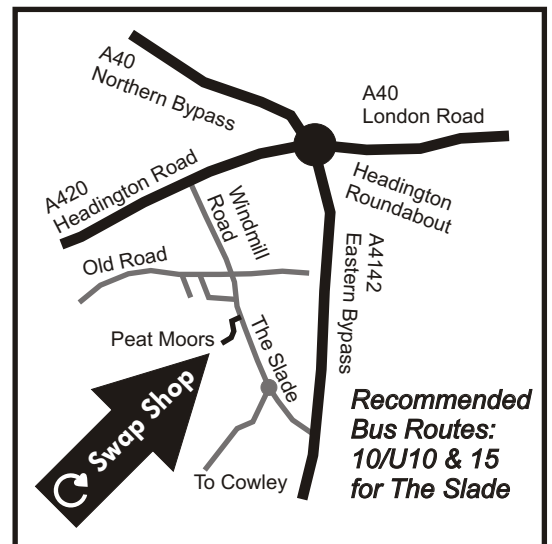 A40
Northern Bypass
A40
London Road
A420
Headington Road
Headington
Roundabout
Windmill
Road
A4142
Eastern Bypass
Old Road
Peat Moors
The Slade
Swap Shop
To Cowley
Recommended
Bus Routes:
10/U10 & 15
for The Slade